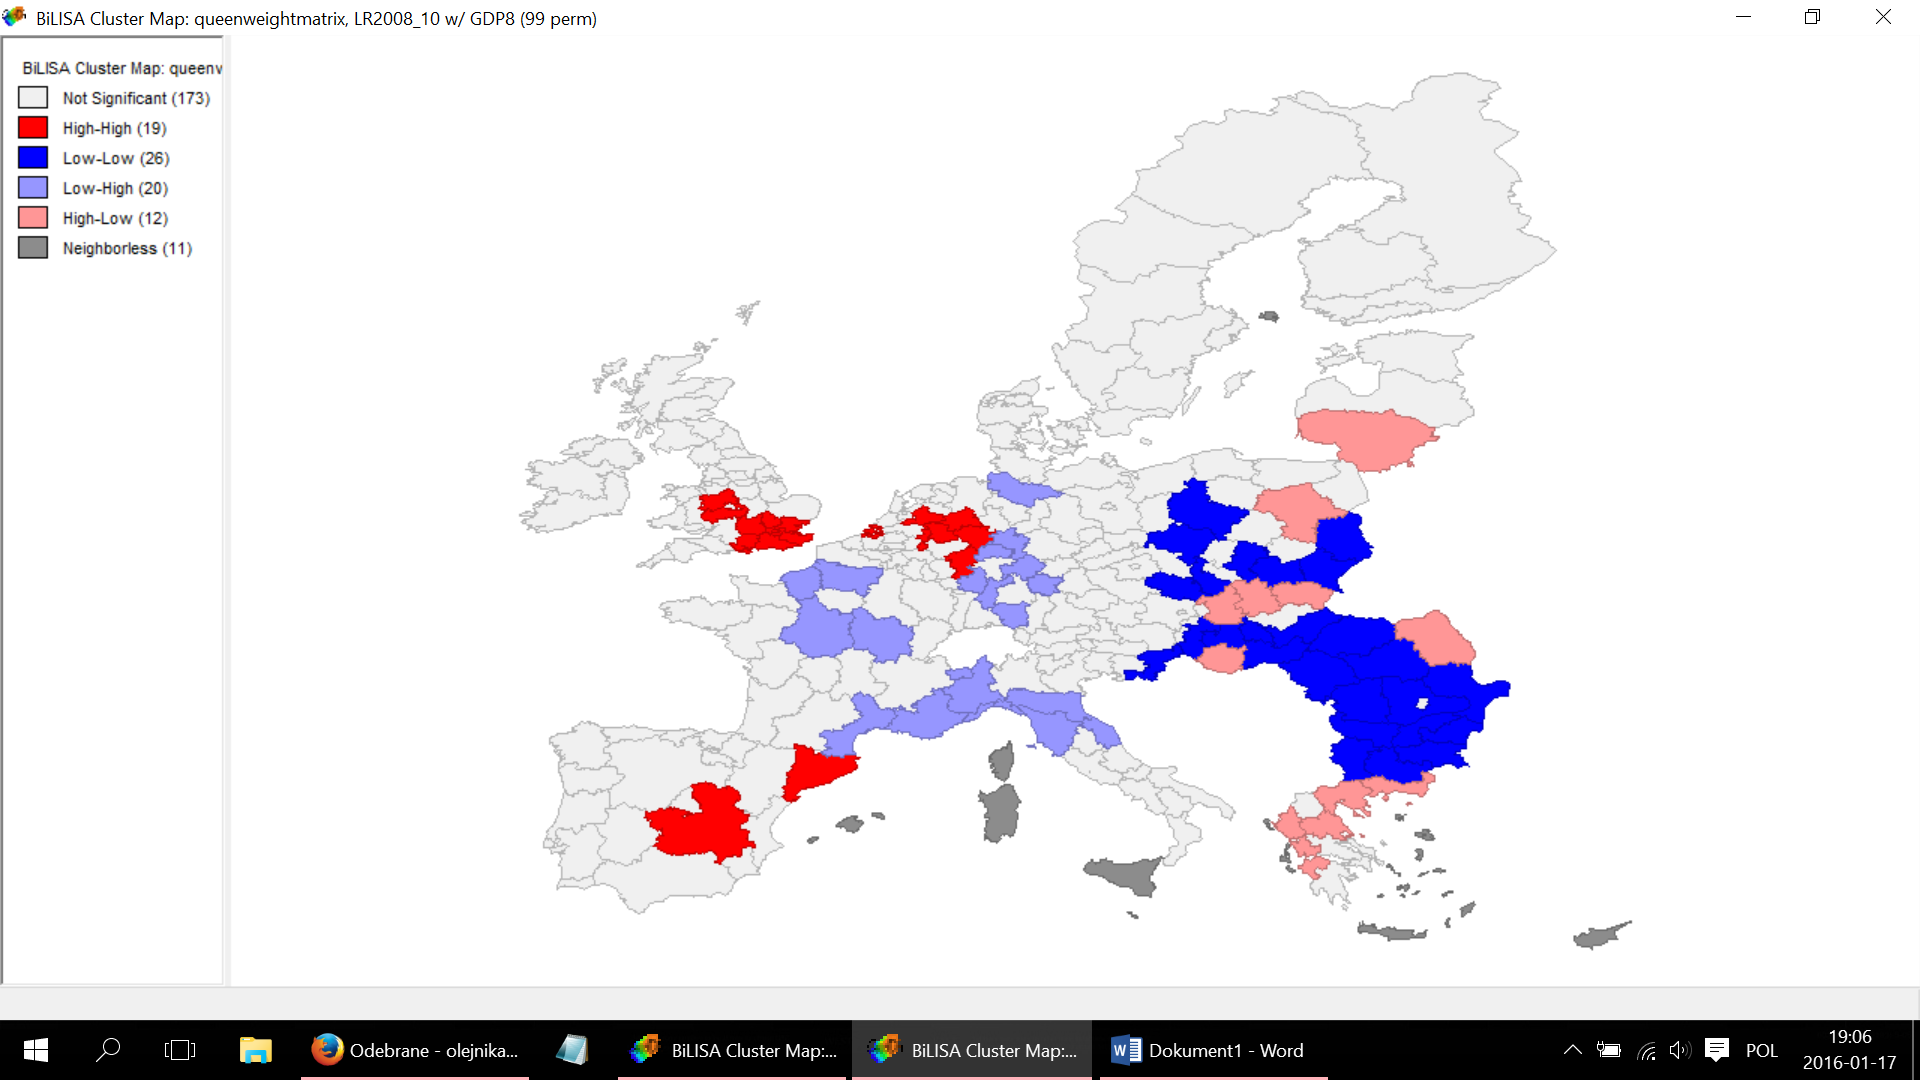 BiLISA Cluster Map: queenweightmatrix, LR2008_10 w/ GDP8 (99 perm)
BiLISA Cluster Map: queenw
Not Significant (173)
High-High (19)
Low-Low (26)
Low-High (20)
High-Low (12)
Neighborless (11)
Odebrane - olejnika...
BiLISA Cluster Map:...
BiLISA Cluster Map:...
Dokument1 - Word
POL
19:06
2016-01-17